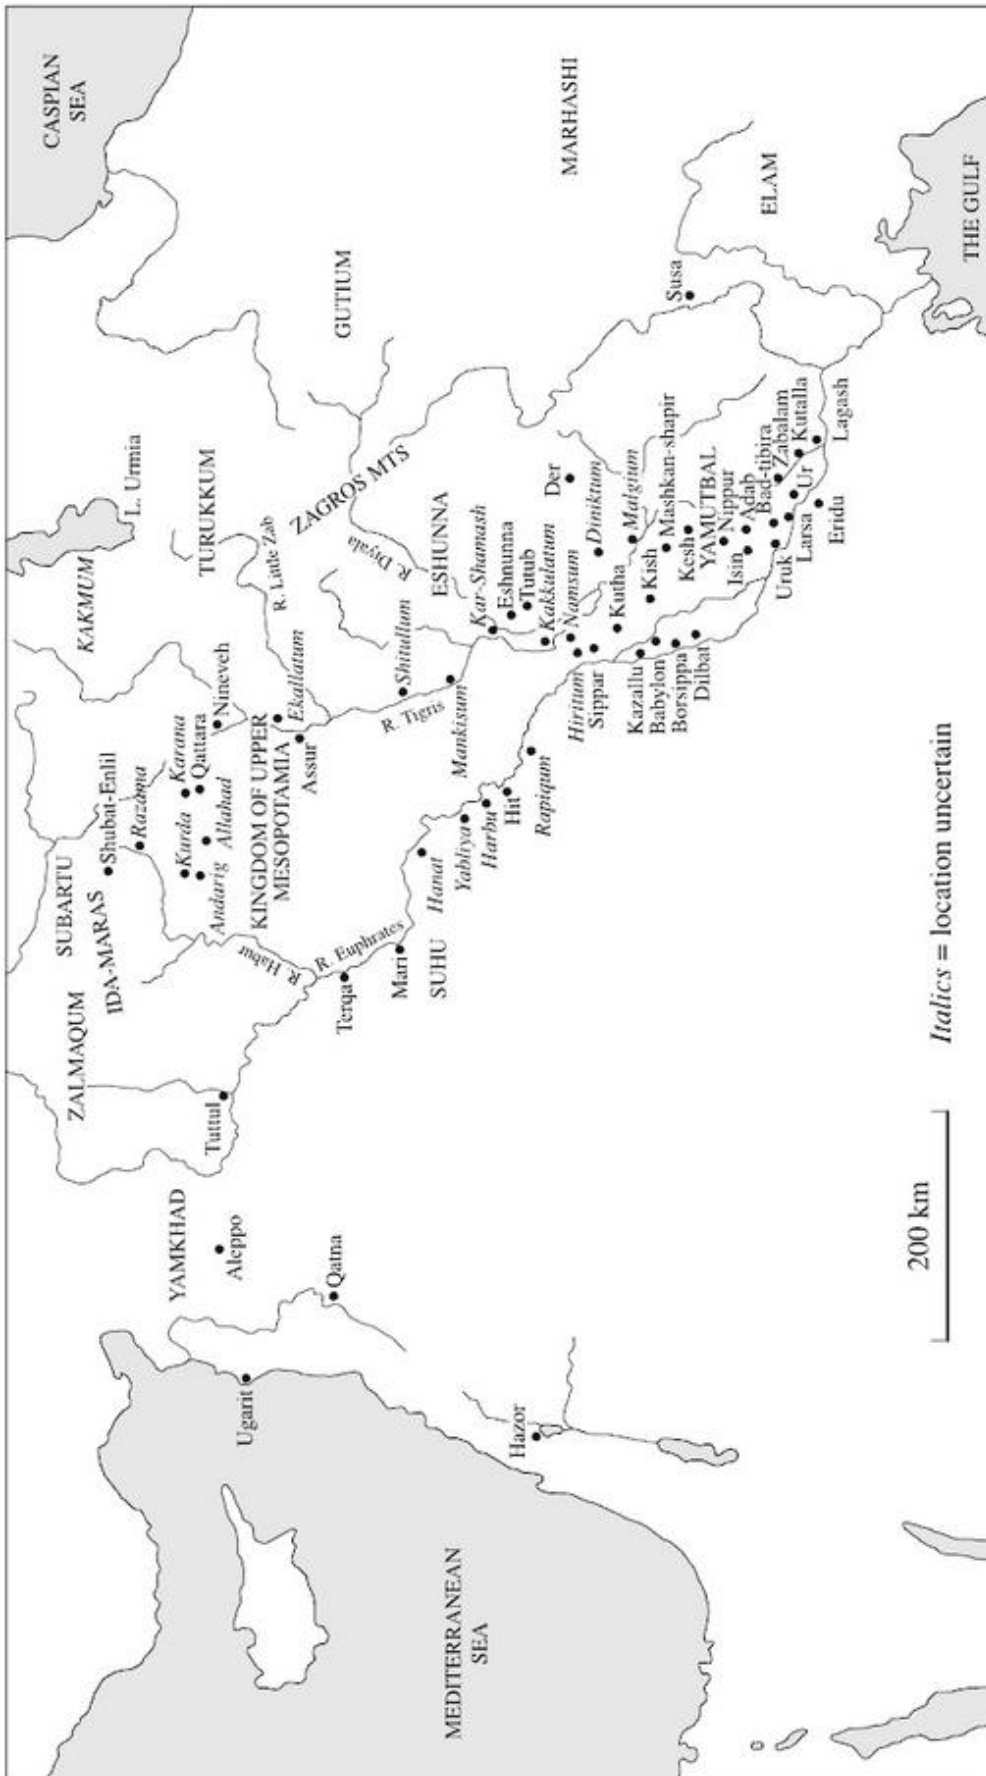 CASPIAN
SEA
L. Urmia
KAKMUM
TURUKKUM
GUTIUM
MARHASHI
ELAM
THE GULF
Susa
ZAGROS MTS
R. Little Zab
R. Diyala
SUBARTU
Shubat-Enlil
IDA-MARAS
Razama
ZALMAQUM
Karana
Qattara
Nineveh
Kurda
Allahad
Andarig
KINGDOM OF UPPER
MESOPOTAMIA
Ekallatum
Assur
R. Habur
R. Euphrates
R. Tigris
Shitullum
Mankisum
ESHUNNA
Kar-Shamash
Eshnunna
Tutub
Kakkulatum
Namsum
Der
Diniktum
Malgium
Mashkan-shapir
Kutha
Kish
Kesh
YAMUTBAL
Nippur
Isin
Adab
Bad-tibira
Zabalam
Kutalla
Lagash
Uruk
Larsa
Ur
Eridu
Hiritum
Sippar
Kazallu
Babylon
Borsippa
Dilbat
Rapiqum
Hit
Harbu
Yabliya
Hanat
SUHU
Mari
Terqa
Tuttul
YAMKHAD
Aleppo
Qatna
Ugarit
Hazor
MEDITERRANEAN
SEA
200 km
Italics = location uncertain